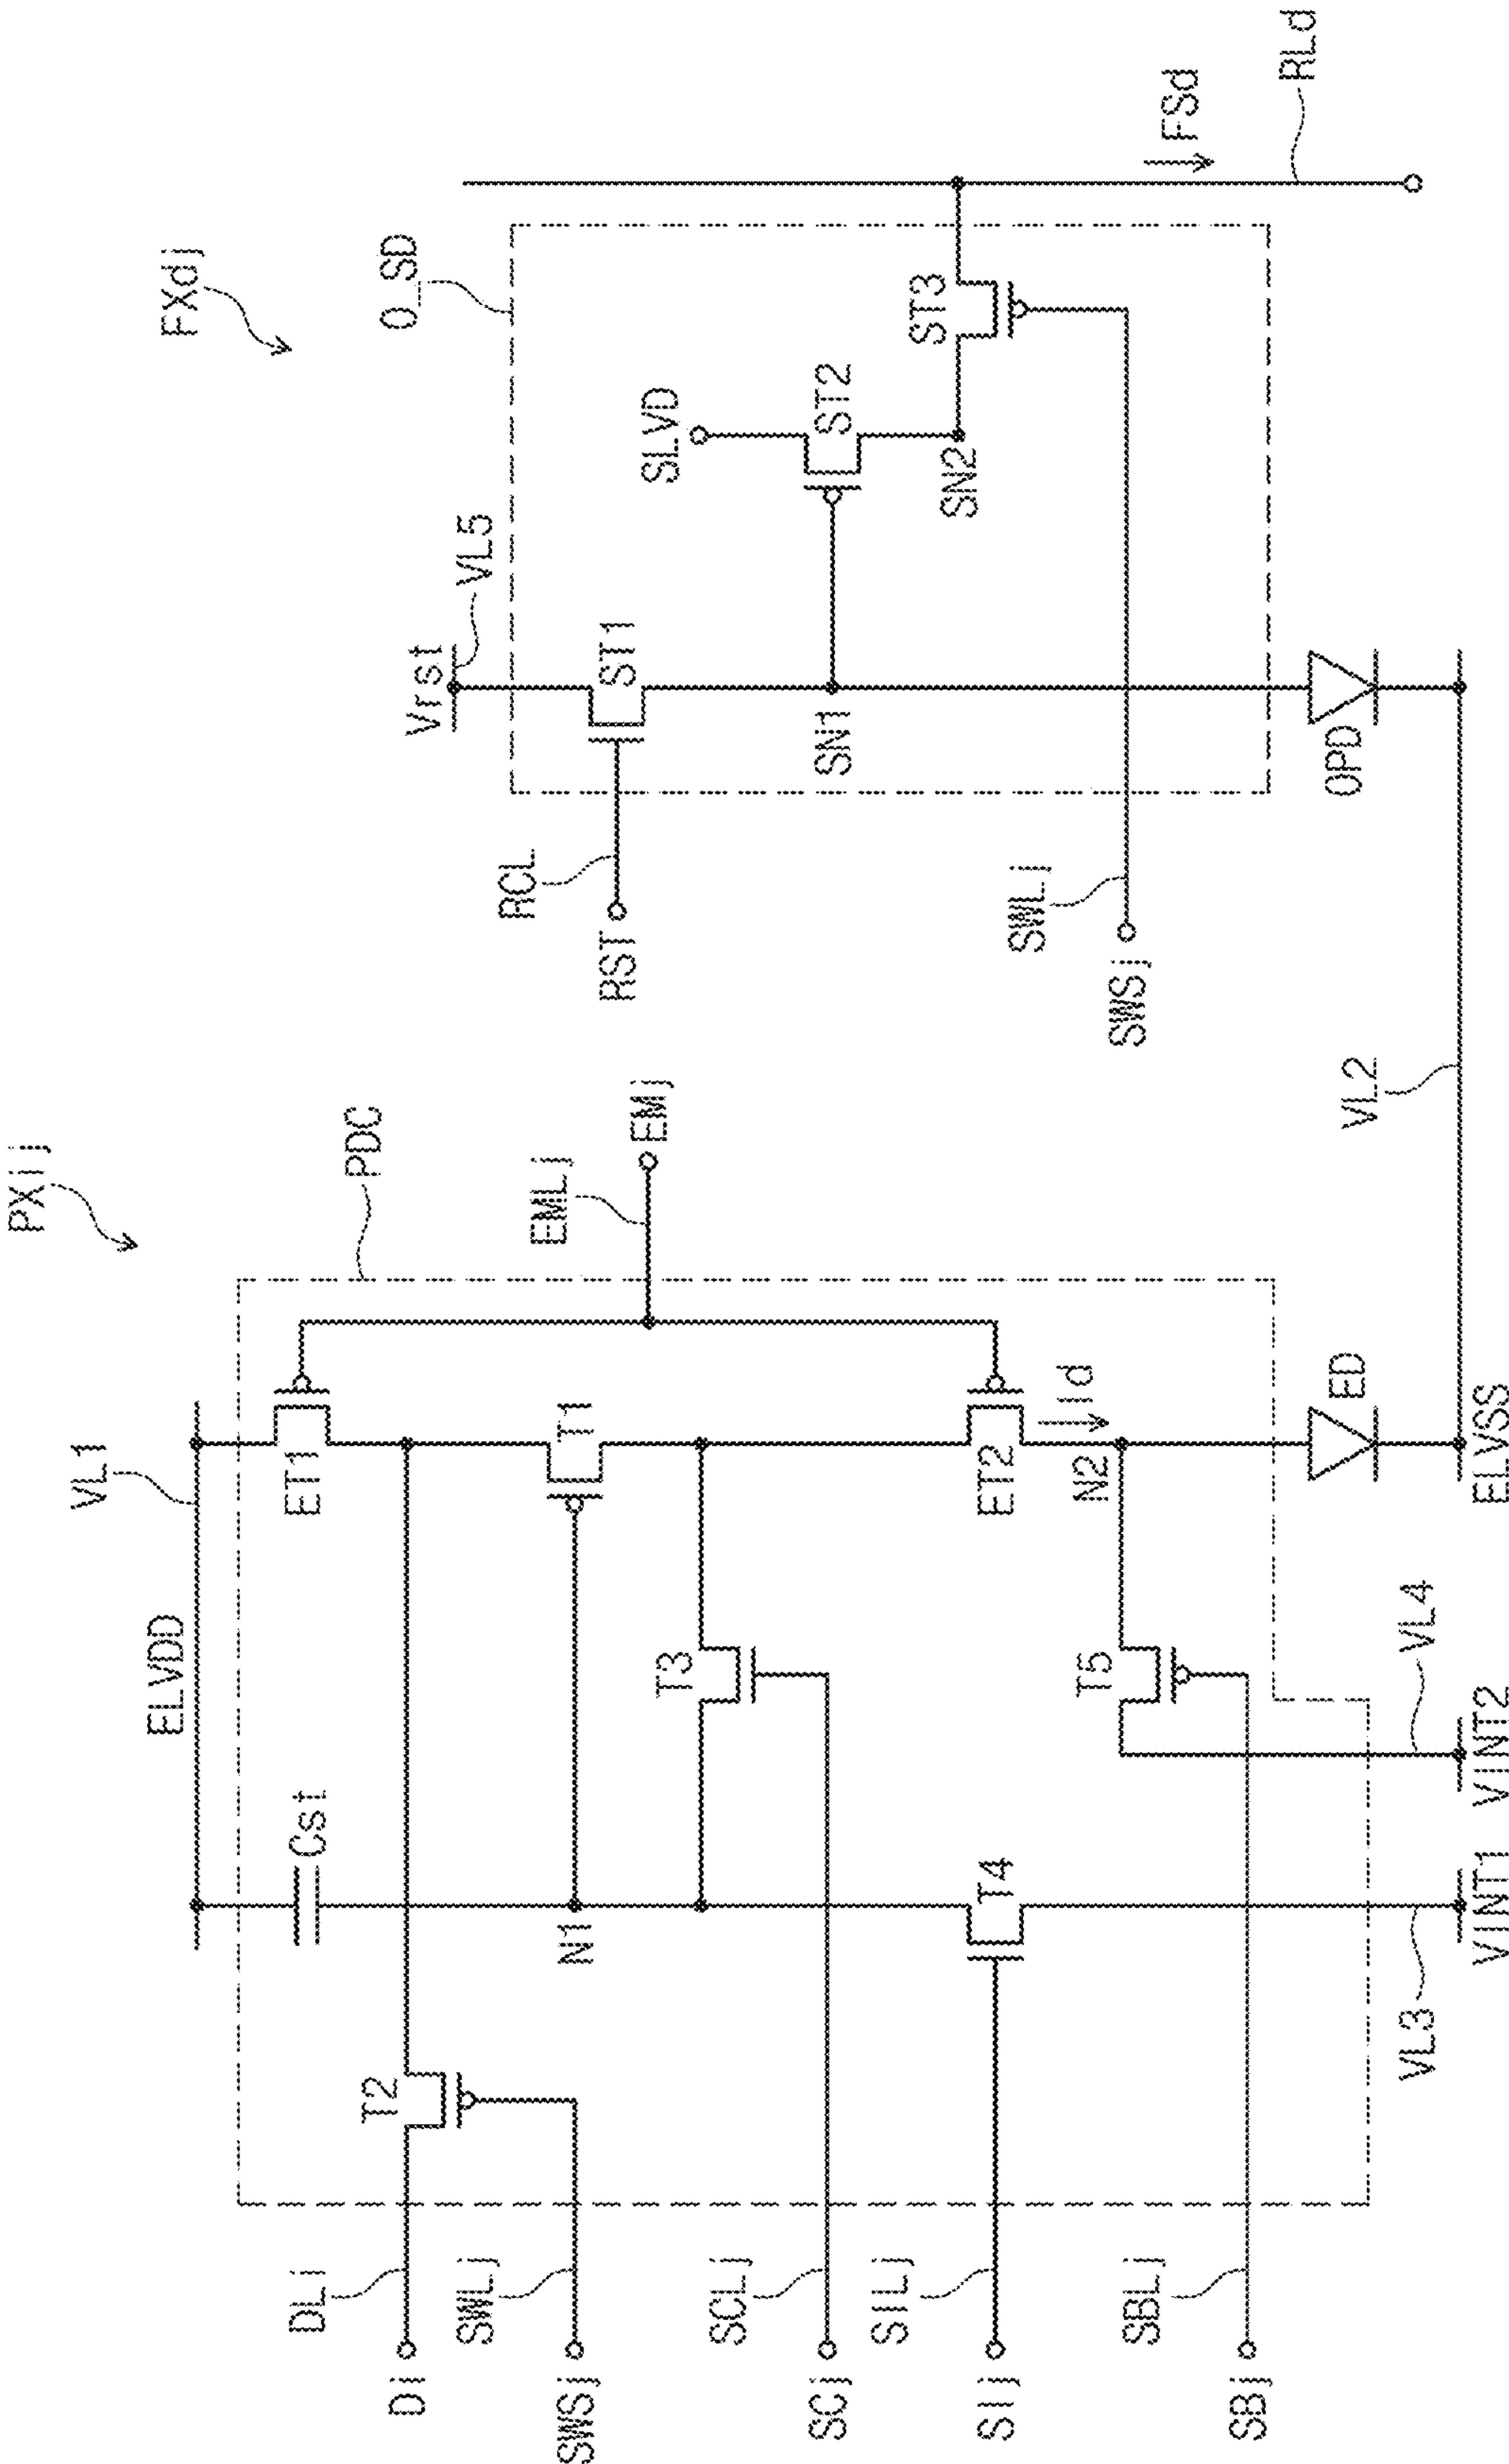 PXij
FXdj
VL1
PDC
O_SD
ELVDD
Vrst
VL5
Cst
ET1
RCL
ST1
SLVD
ST2
ST3
FSd
RLd
DLi
T2
Di
EMLj
EMj
RST
SWLj
SWSj
N1
T1
SN1
SN2
T3
SCLj
SCj
SILj
SIj
T4
ET2
Id
N2
SWLj
SWSj
T5
SBLj
SBj
ED
OPD
VL2
VL3
VL4
VINT1
VINT2
ELVSS